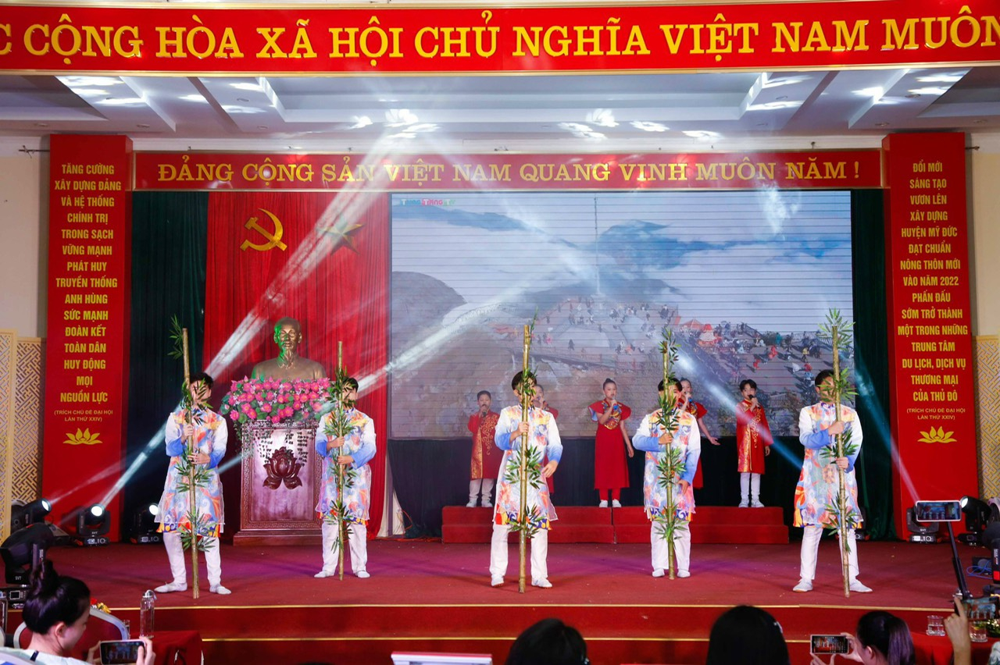 C CỘNG HÒA XÃ HỘI CHỦ NGHĨA VIỆT NAM MUÔN
ĐẢNG CỘNG SẢN VIỆT NAM QUANG VINH MUÔN NĂM !
TĂNG CƯỜNG
XÂY DỰNG ĐẢNG
VÀ HỆ THỐNG
CHÍNH TRỊ
TRONG SẠCH
VỮNG MẠNH
PHÁT HUY
TRUYỀN THỐNG
ANH HÙNG
SỨC MẠNH
ĐOÀN KẾT
TOÀN DÂN
HUY ĐỘNG
MỌI
NGUỒN LỰC
(TRÍCH CHỦ ĐỀ ĐẠI HỘI
LẦN THỨ XXIV)
ĐỔI MỚI
SÁNG TẠO
VƯƠN LÊN
XÂY DỰNG
HUYỆN MỸ ĐỨC
ĐẠT CHUẨN
NÔNG THÔN MỚI
VÀO NĂM 2022
PHẤN ĐẤU
SỚM TRỞ THÀNH
MỘT TRONG NHỮNG
TRUNG TÂM
DU LỊCH, DỊCH VỤ
THƯƠNG MẠI
CỦA THỦ ĐÔ
(TRÍCH CHỦ ĐỀ ĐẠI HỘI
LẦN THỨ XXIV)